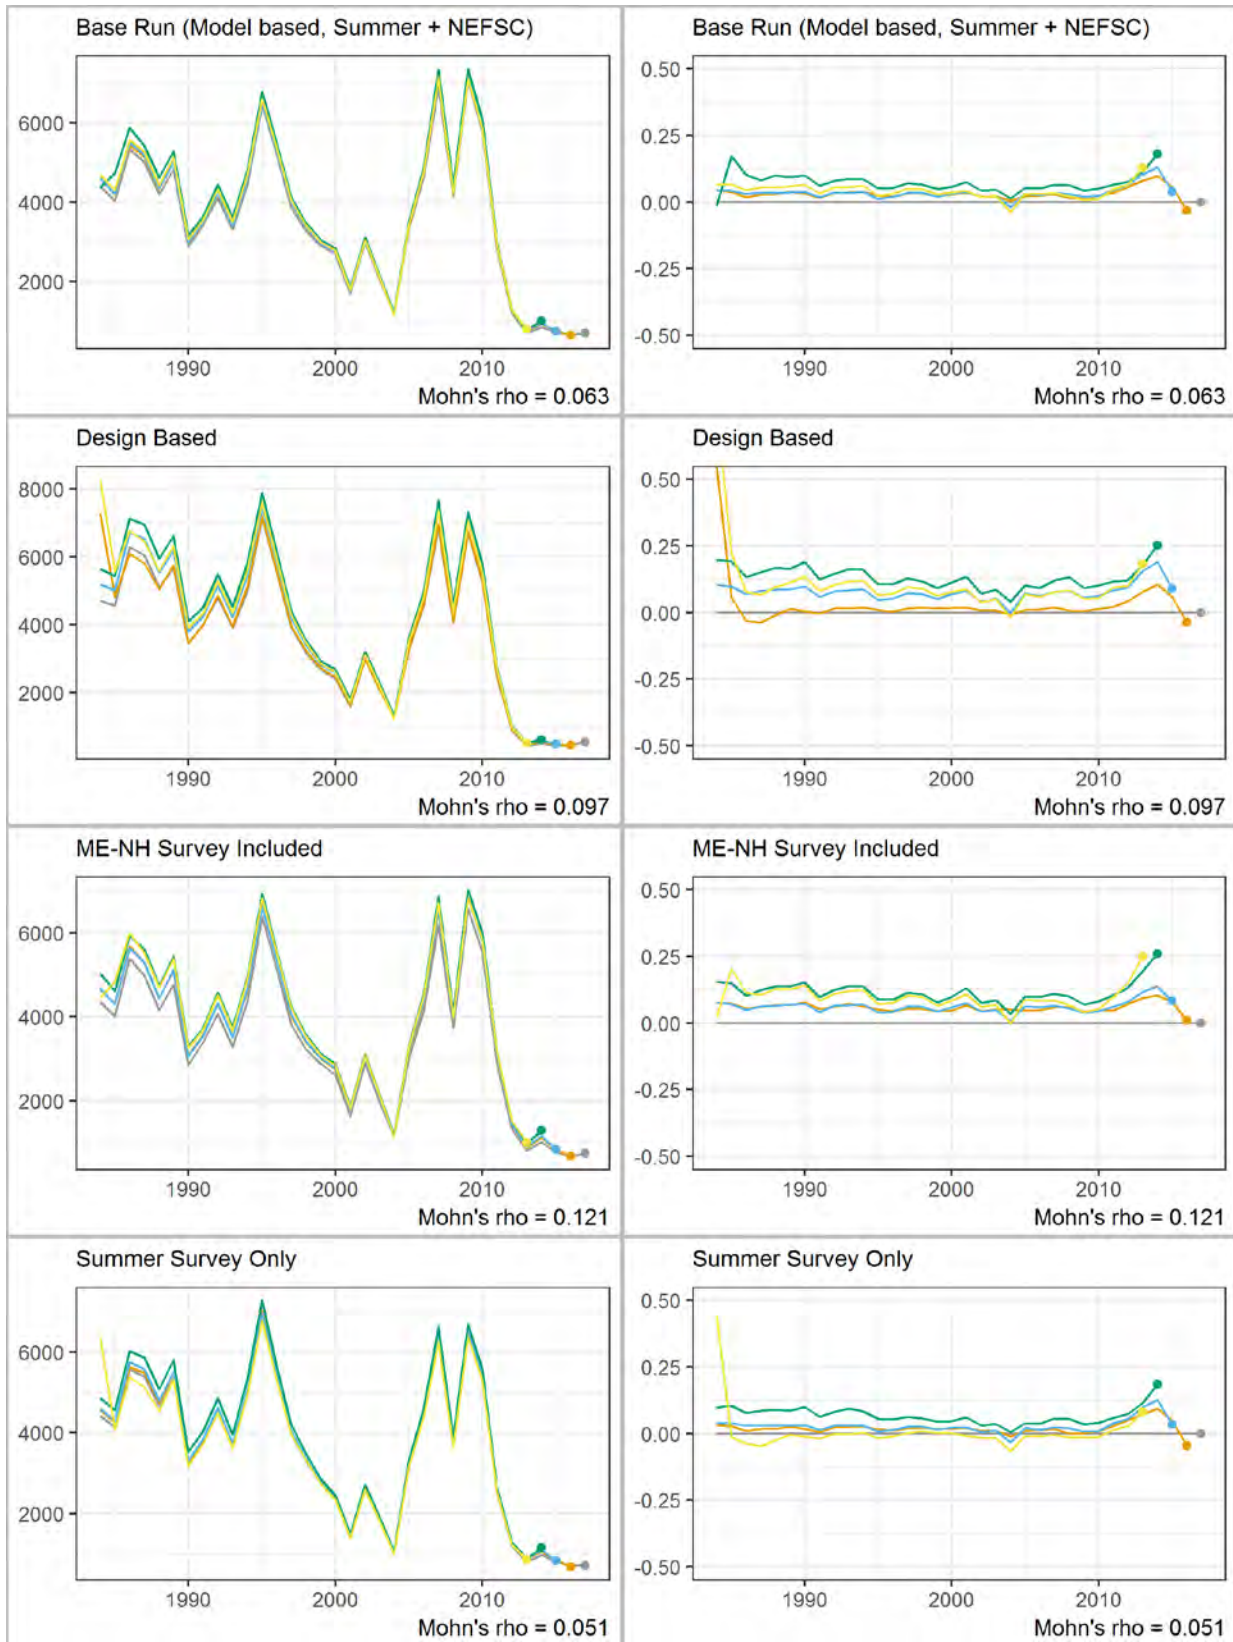 Base Run (Model based, Summer + NEFSC)
6000
4000
2000
1990 2000 2010
Mohn's rho = 0.063
Base Run (Model based, Summer + NEFSC)
0.50
0.25
0.00
-0.25
-0.50
1990 2000 2010
Mohn's rho = 0.063
Design Based
8000
6000
4000
2000
1990 2000 2010
Mohn's rho = 0.097
Design Based
0.50
0.25
0.00
-0.25
-0.50
1990 2000 2010
Mohn's rho = 0.097
ME-NH Survey Included
6000
4000
2000
1990 2000 2010
Mohn's rho = 0.121
ME-NH Survey Included
0.50
0.25
0.00
-0.25
-0.50
1990 2000 2010
Mohn's rho = 0.121
Summer Survey Only
6000
4000
2000
1990 2000 2010
Mohn's rho = 0.051
Summer Survey Only
0.50
0.25
0.00
-0.25
-0.50
1990 2000 2010
Mohn's rho = 0.051